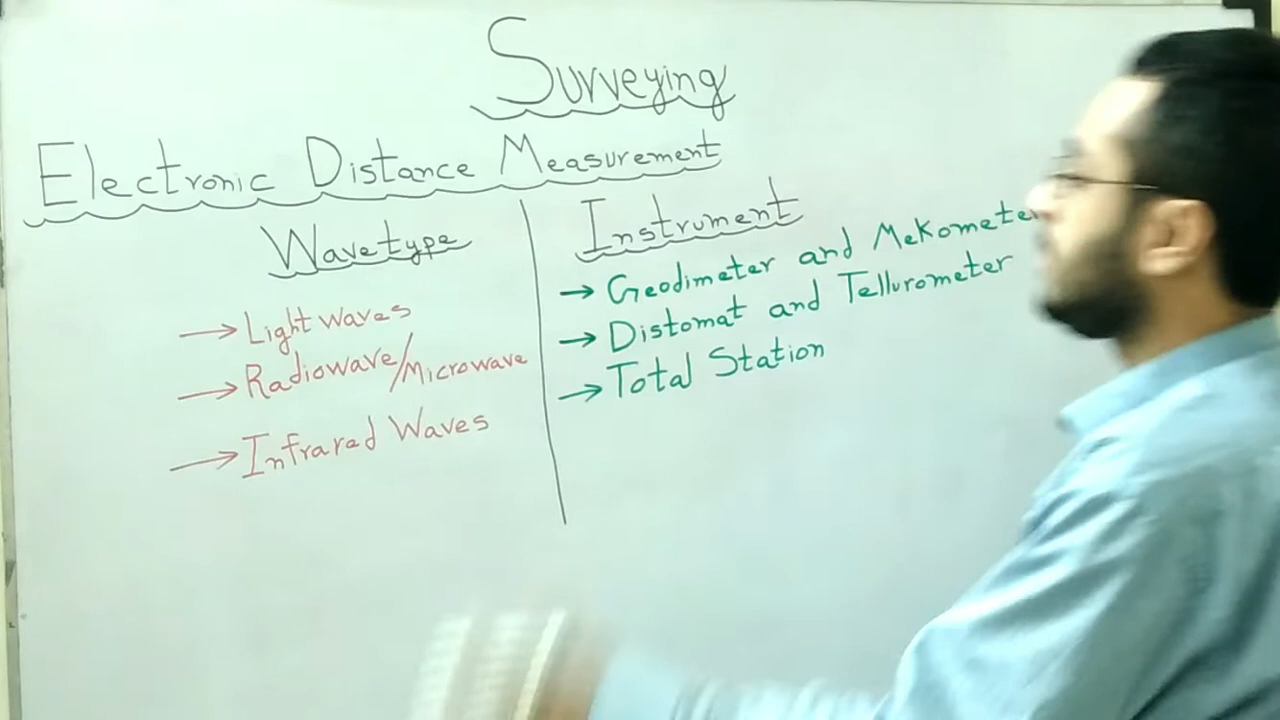 Surveying
Electronic Distance Measurement
Wavetype
→ Light waves
→ Radiowave/Microwave
→ Infrared Waves
Instrument
→ Geodimeter and Mekometer
→ Distomat and Tellurometer
→ Total Station